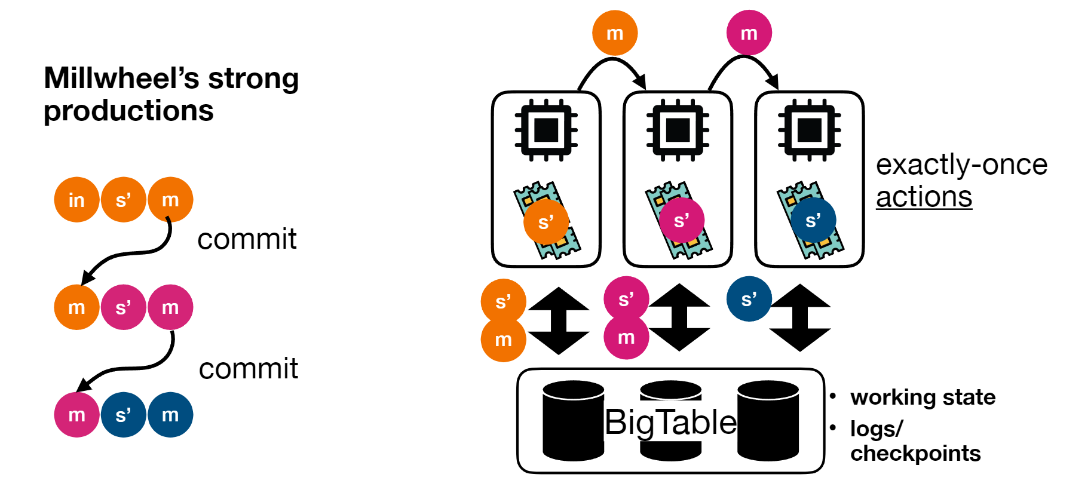 Millwheel’s strong
productions
in s’ m
commit
m s’ m
commit
m s’ m
m m
s’ s’ s’
exactly-once
actions
s’ s’ s’
m m
BigTable
• working state
• logs/
checkpoints